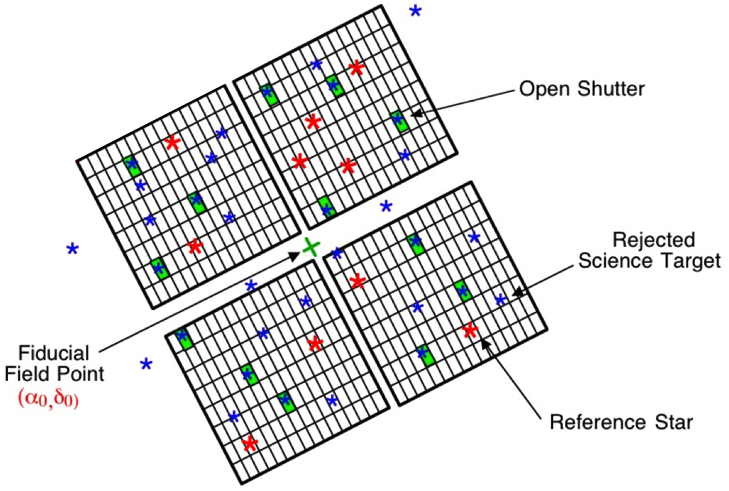 Open Shutter
Rejected
Science Target
Fiducial
Field Point
(α₀,δ₀)
Reference Star